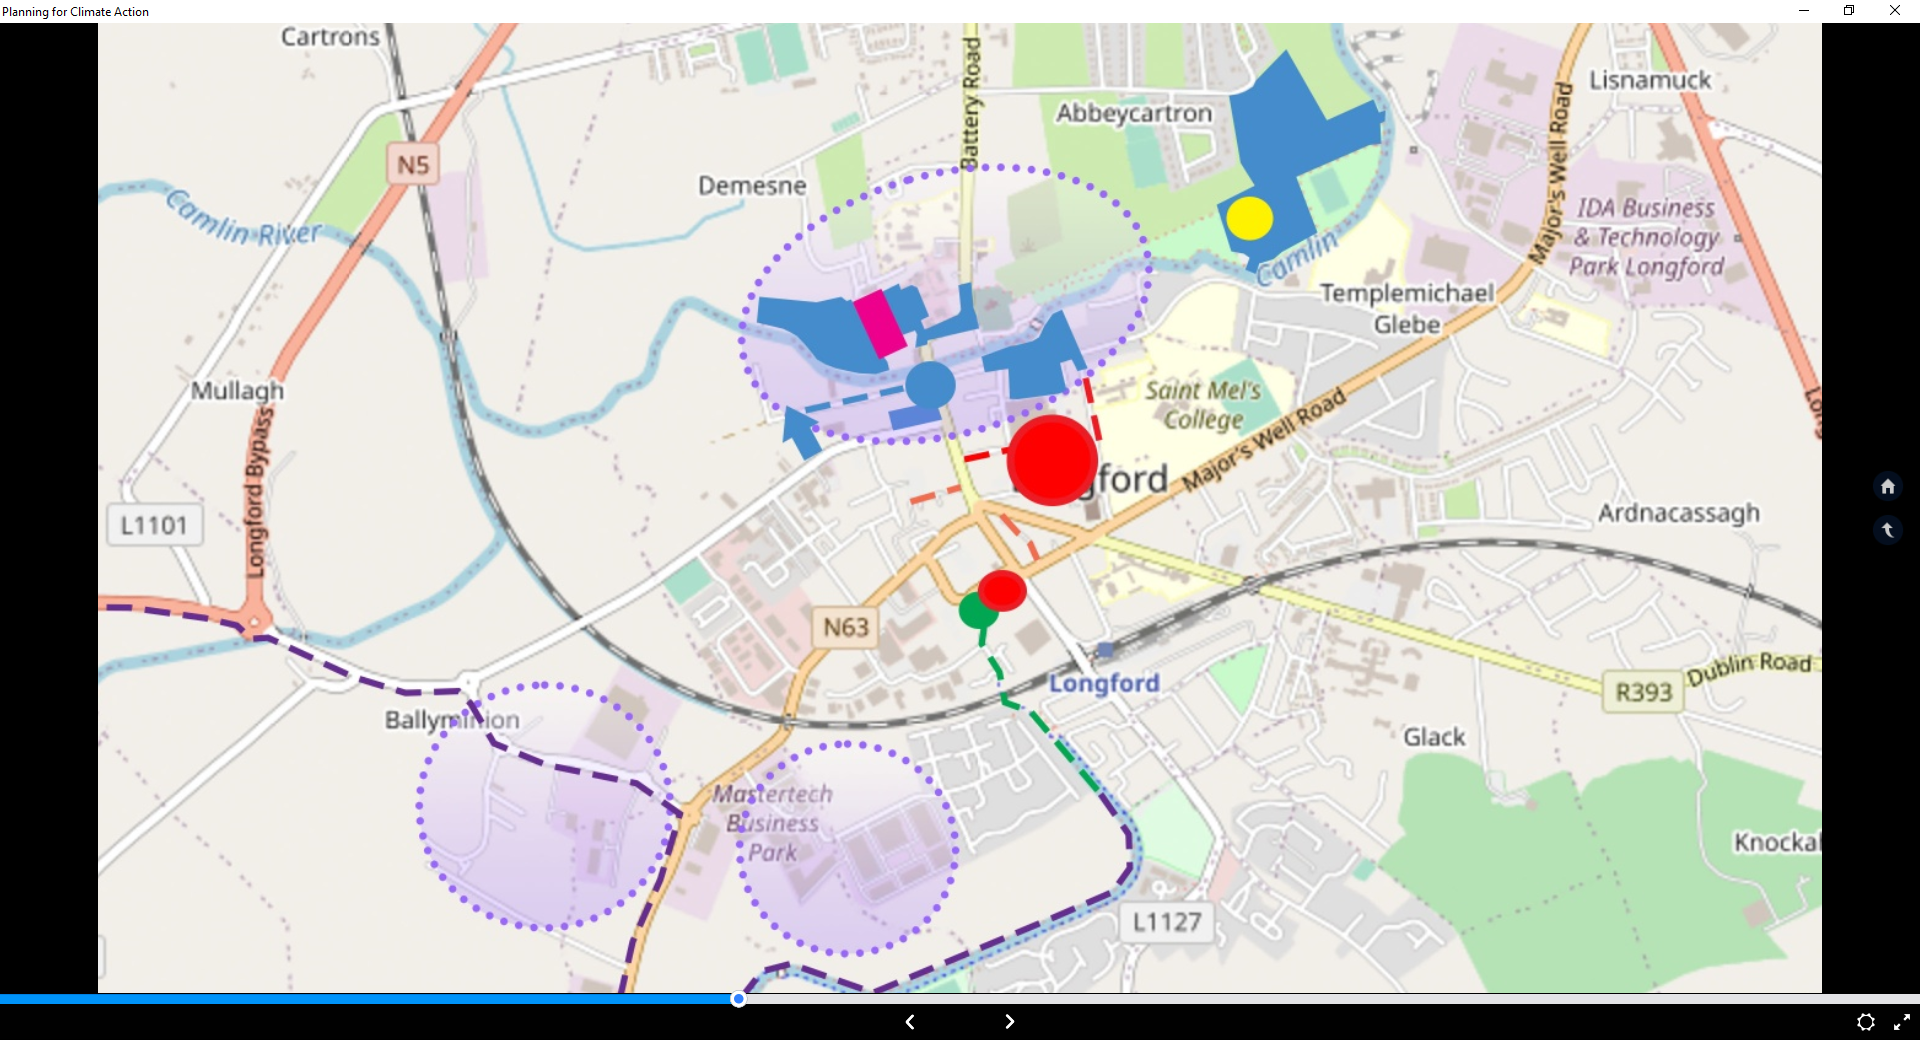 Planning for Climate Action
Cartrons
Battery Road
Lisnamuck
Abbeycartron
N5
Demesne
Camlin River
Major's Well Road
IDA Business
& Technology
Park Longford
Camlin
Templemichael
Glebe
Mullagh
Saint Mel's
College
Longford Bypass
Major's Well Road
gford
L1101
Ardnacassagh
N63
Longford
Dublin Road
R393
Ballyminion
Glack
Mastertech
Business
Park
Knocka
L1127